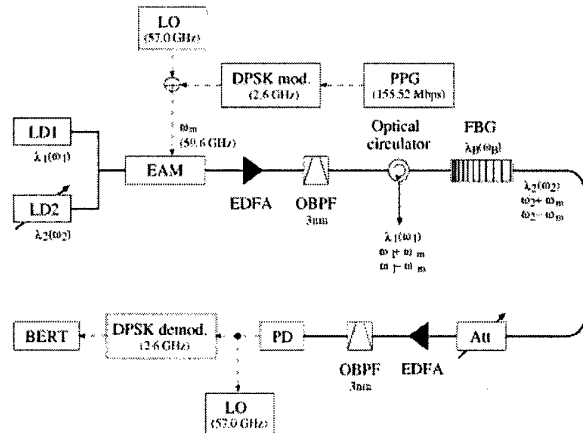 LO
(57.0 GHz)
DPSK mod.
(2.6 GHz)
PPG
(155.52 Mbps)
ωm
(59.6 GHz)
LD1
λ1(ω1)
LD2
λ2(ω2)
EAM
EDFA
OBPF
3nm
Optical
circulator
FBG
λB(ωB)
λ1(ω1)
ω1+ωm
ω1-ωm
λ2(ω2)
ω2+ωm
ω2-ωm
BERT
DPSK demod.
(2.6 GHz)
PD
OBPF
3nm
EDFA
Att
LO
(57.0 GHz)